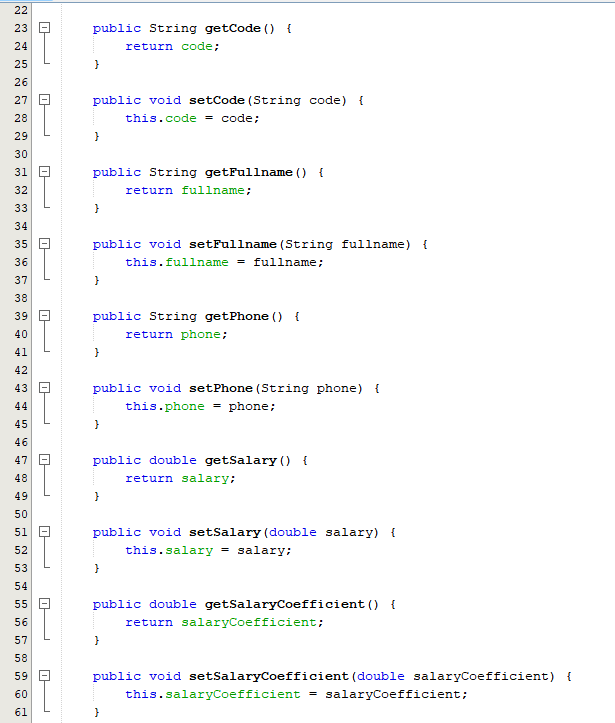 22
23 public String getCode() {
24 return code;
25 }
26
27 public void setCode(String code) {
28 this.code = code;
29 }
30
31 public String getFullname() {
32 return fullname;
33 }
34
35 public void setFullname(String fullname) {
36 this.fullname = fullname;
37 }
38
39 public String getPhone() {
40 return phone;
41 }
42
43 public void setPhone(String phone) {
44 this.phone = phone;
45 }
46
47 public double getSalary() {
48 return salary;
49 }
50
51 public void setSalary(double salary) {
52 this.salary = salary;
53 }
54
55 public double getSalaryCoefficient() {
56 return salaryCoefficient;
57 }
58
59 public void setSalaryCoefficient(double salaryCoefficient) {
60 this.salaryCoefficient = salaryCoefficient;
61 }